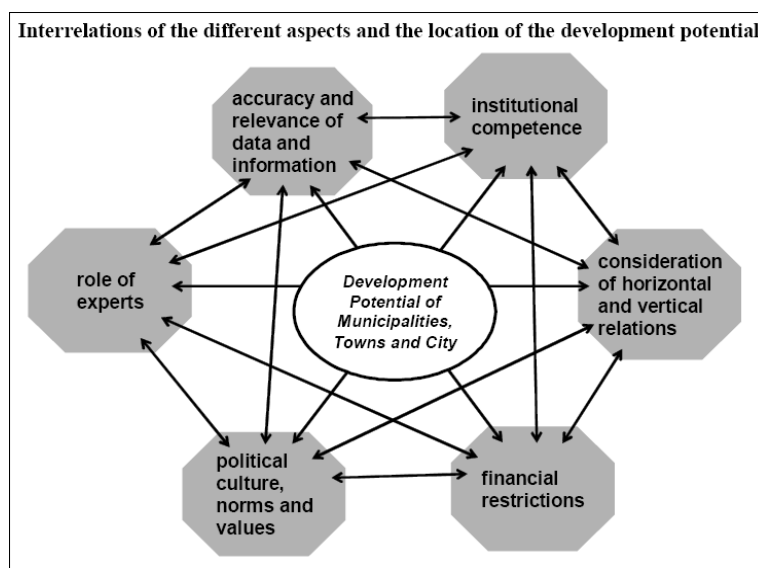 Interrelations of the different aspects and the location of the development potential
accuracy and
relevance of
data and
information
institutional
competence
role of
experts
Development
Potential of
Municipalities,
Towns and City
consideration
of horizontal
and vertical
relations
political
culture,
norms and
values
financial
restrictions